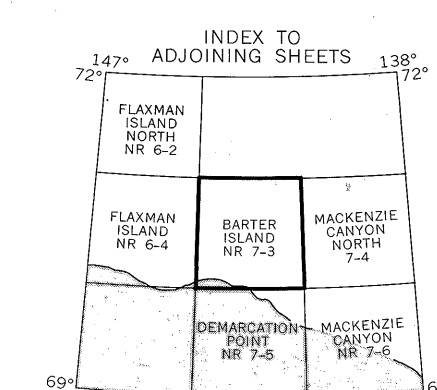 INDEX TO
ADJOINING SHEETS
147°
138°
72°
72°
FLAXMAN
ISLAND
NORTH
NR 6-2
FLAXMAN
ISLAND
NR 6-4
BARTER
ISLAND
NR 7-3
MACKENZIE
CANYON
NORTH
7-4
DEMARCATION
POINT
NR 7-5
MACKENZIE
CANYON
NR 7-6
69°
6